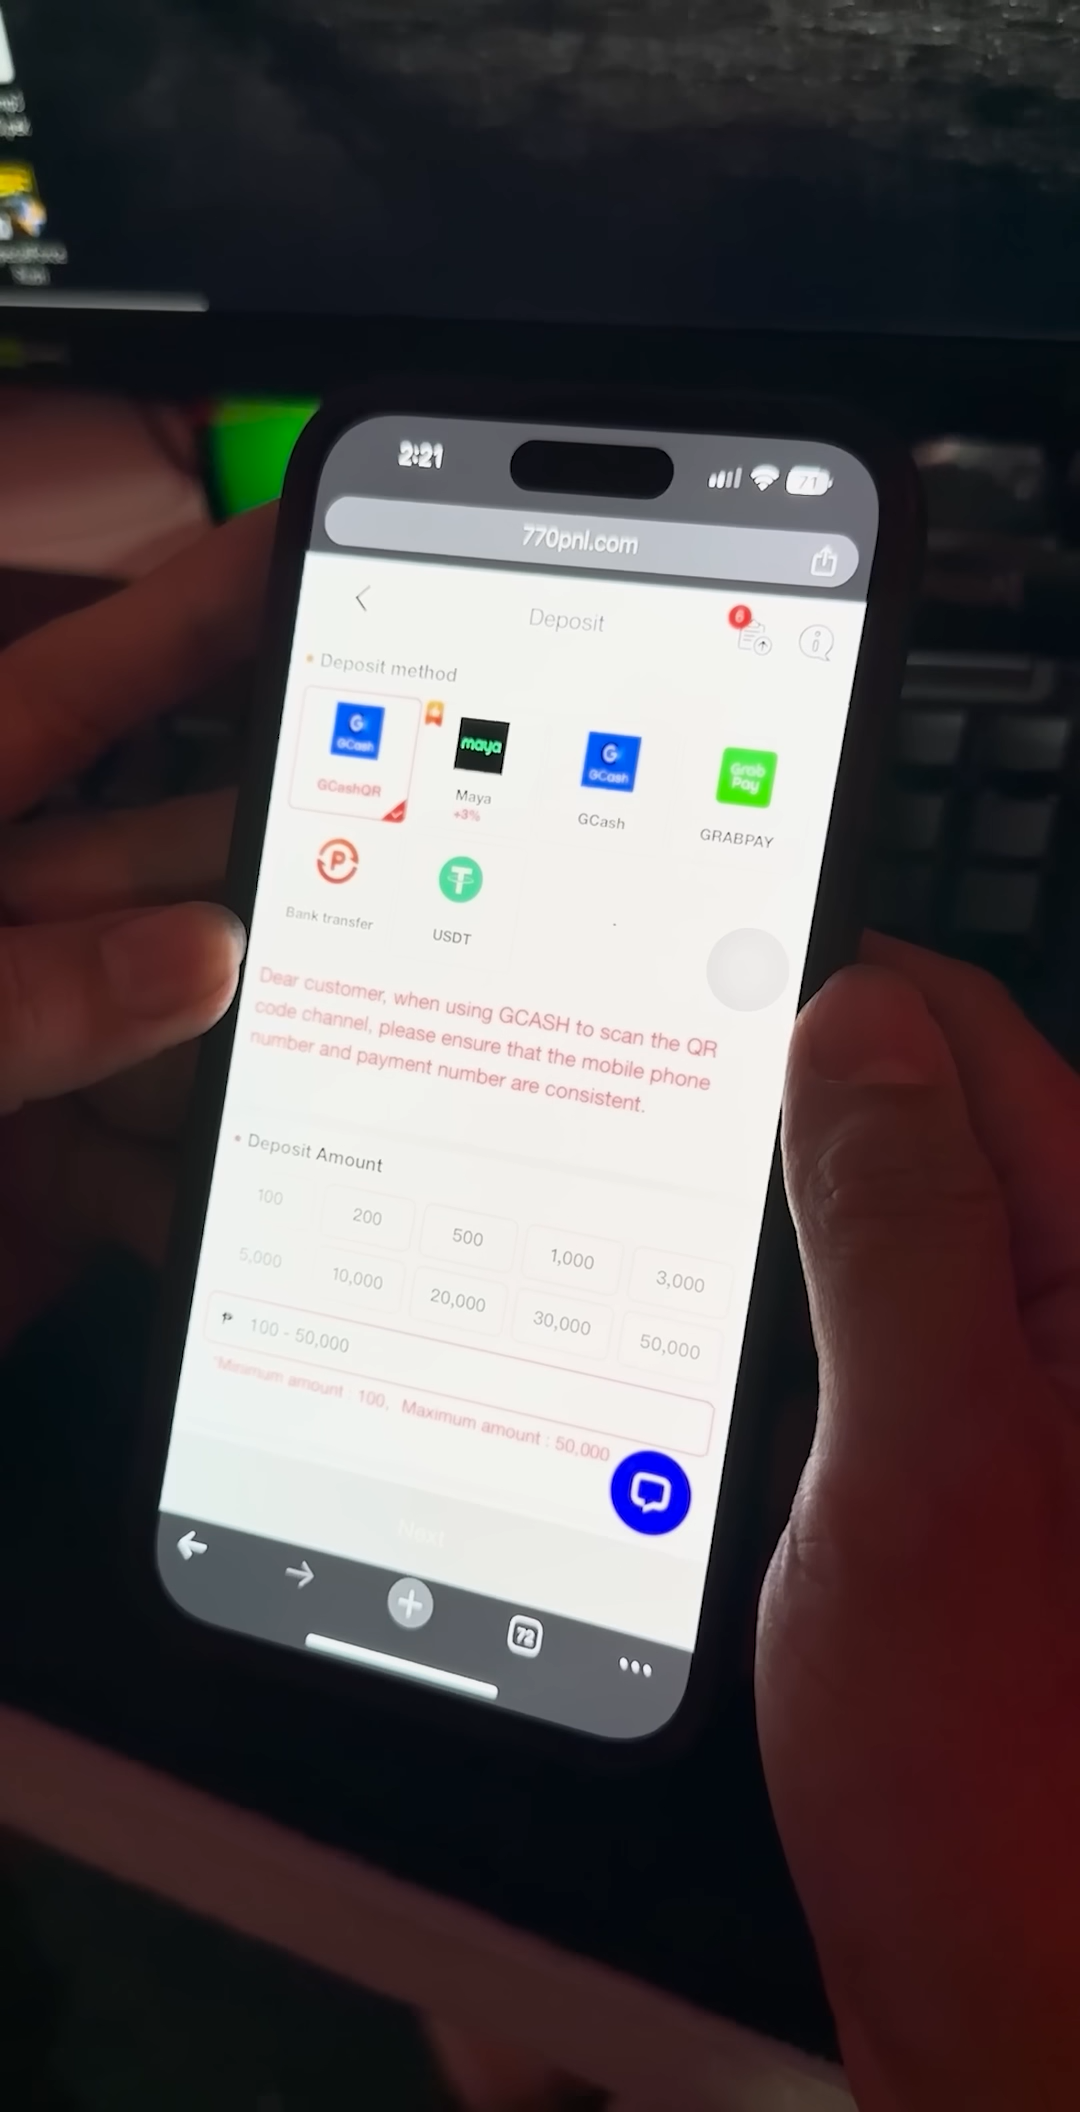 2:21
71
770pnl.com
Deposit
6
Deposit method
G
GCash
GCashQR
maya
Maya
+3%
G
GCash
GCash
Grab
Pay
GRABPAY
P
Bank transfer
T
USDT
Dear customer, when using GCASH to scan the QR
code channel, please ensure that the mobile phone
number and payment number are consistent.
Deposit Amount
100
200
500
1,000
3,000
5,000
10,000
20,000
30,000
50,000
₱ 100 - 50,000
*Minimum amount : 100, Maximum amount : 50,000
Next
72